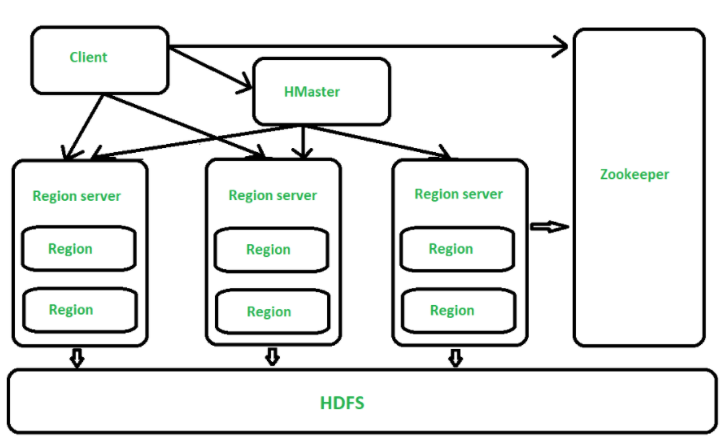 Client
HMaster
Zookeeper
Region server
Region
Region
Region server
Region
Region
Region server
Region
Region
HDFS